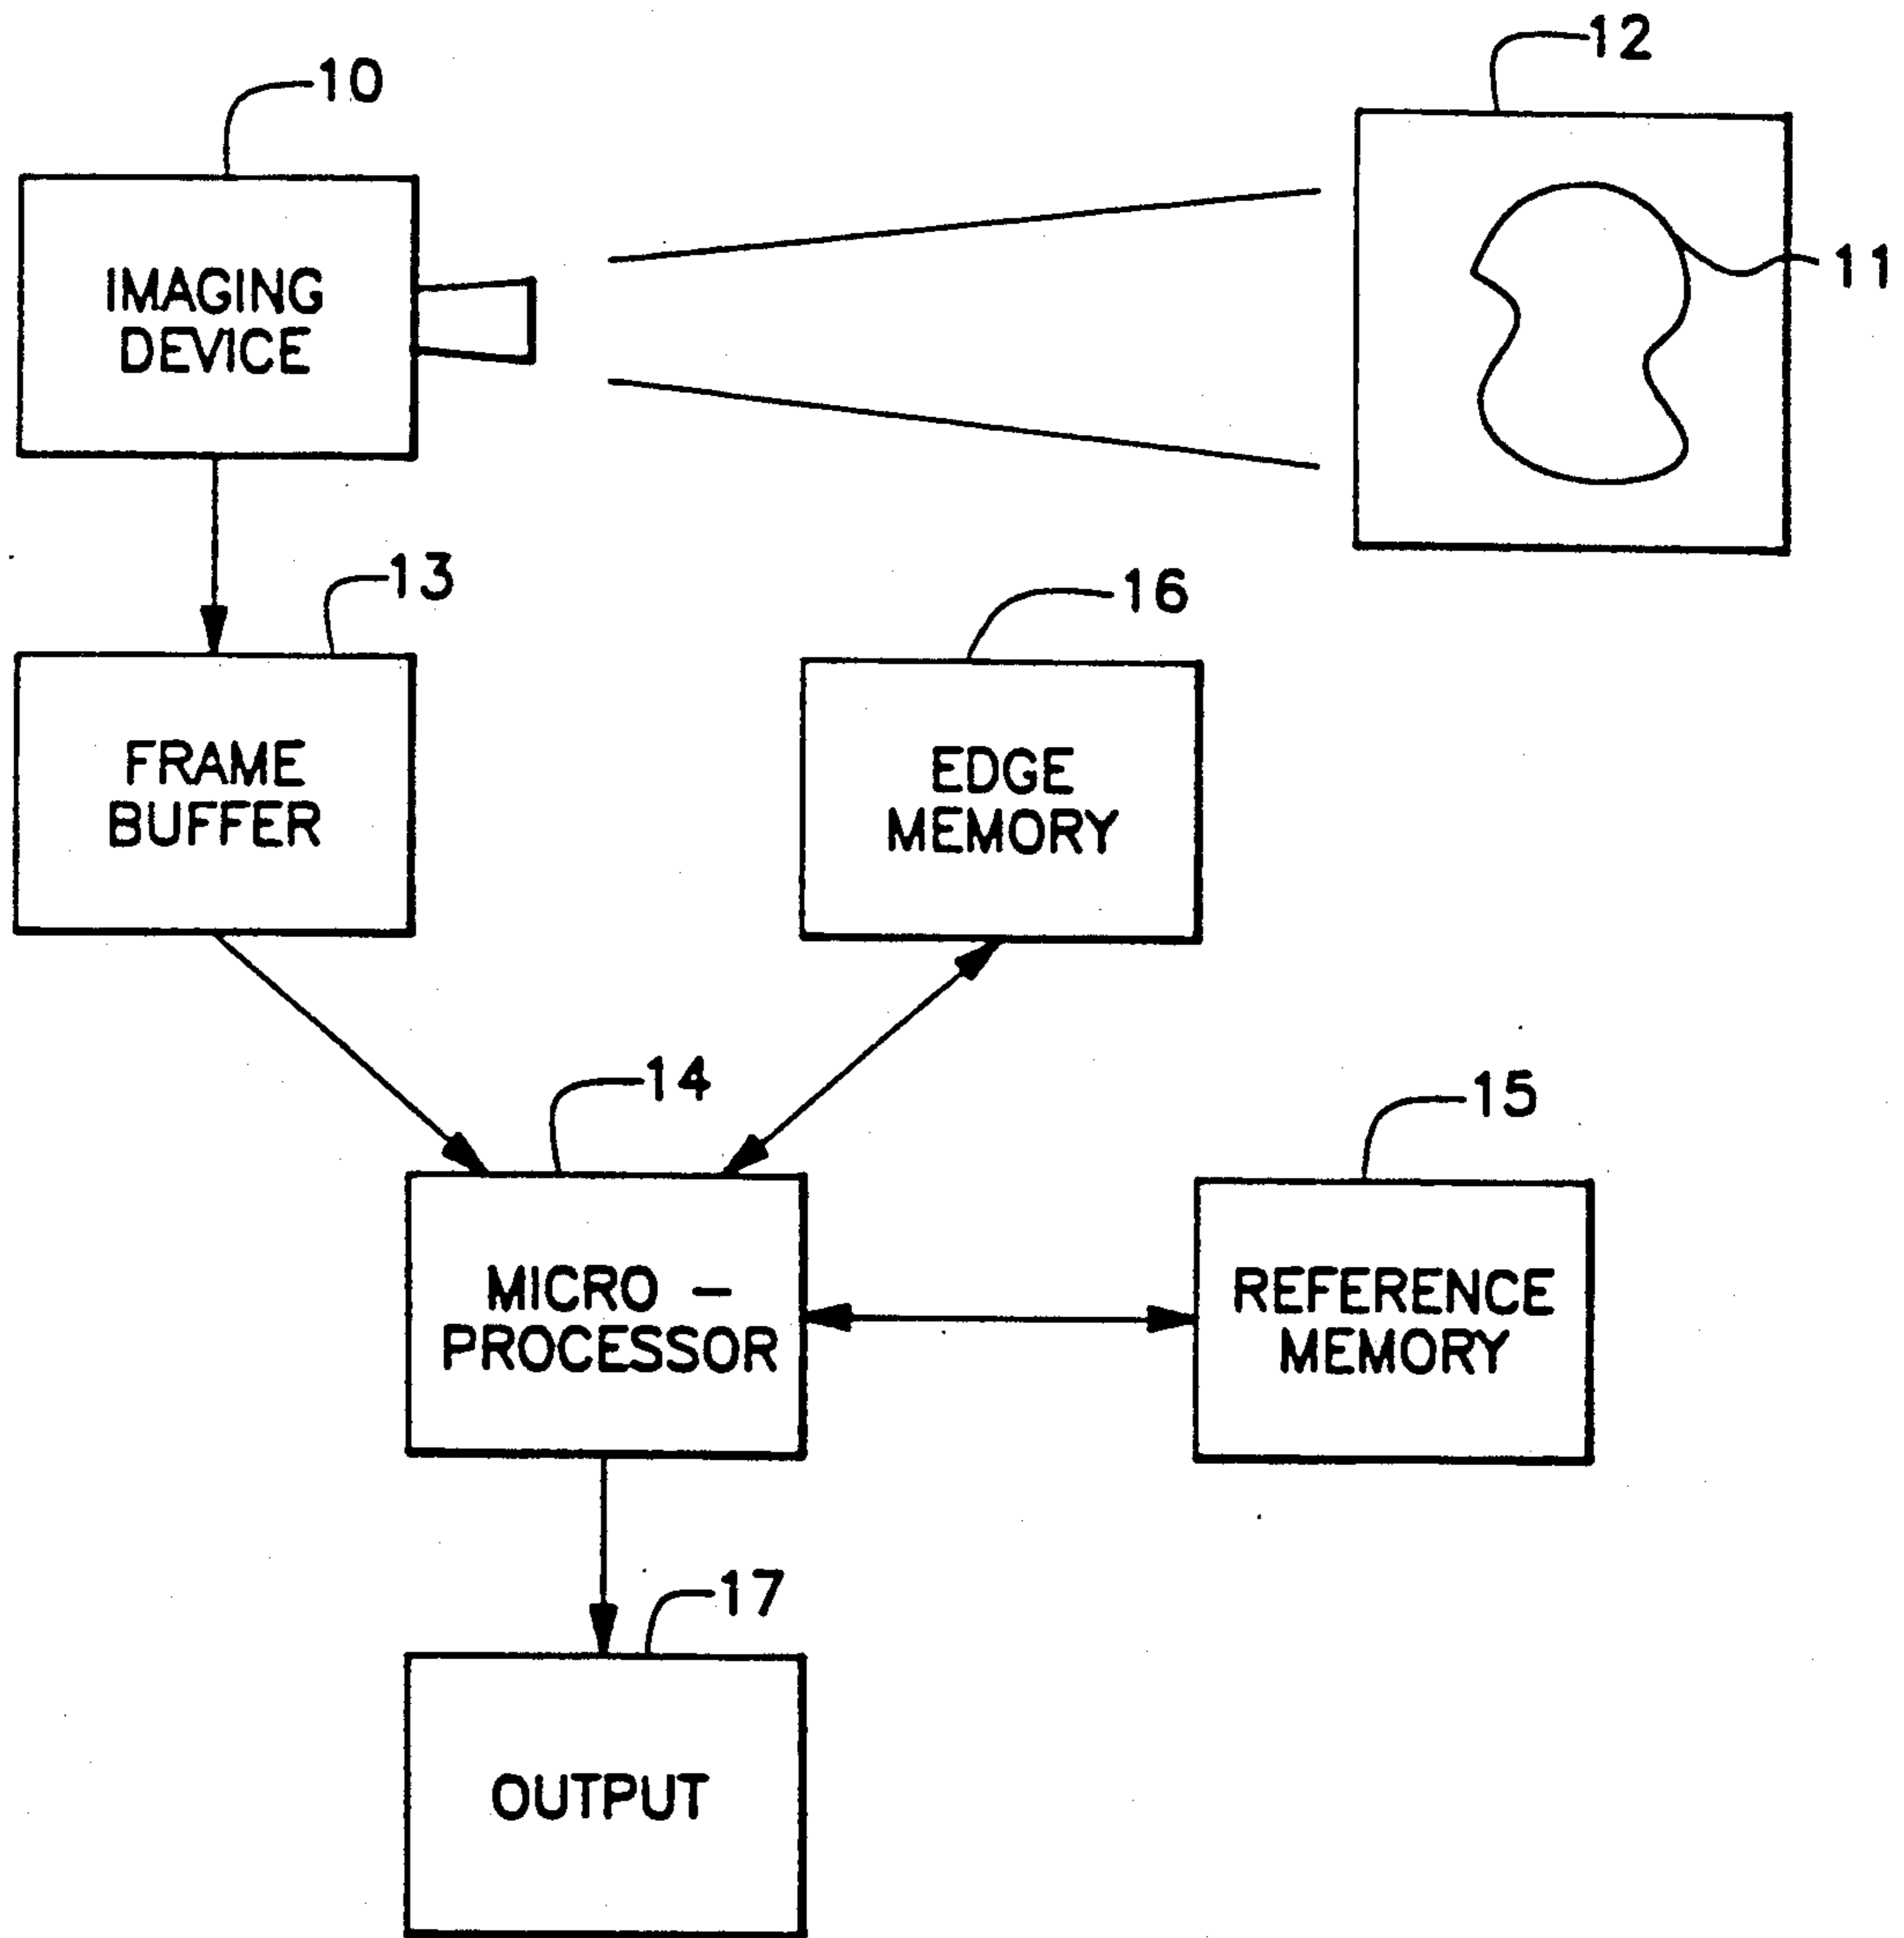 10
12
IMAGING
DEVICE
11
13
16
FRAME
BUFFER
EDGE
MEMORY
14
15
MICRO -
PROCESSOR
REFERENCE
MEMORY
17
OUTPUT